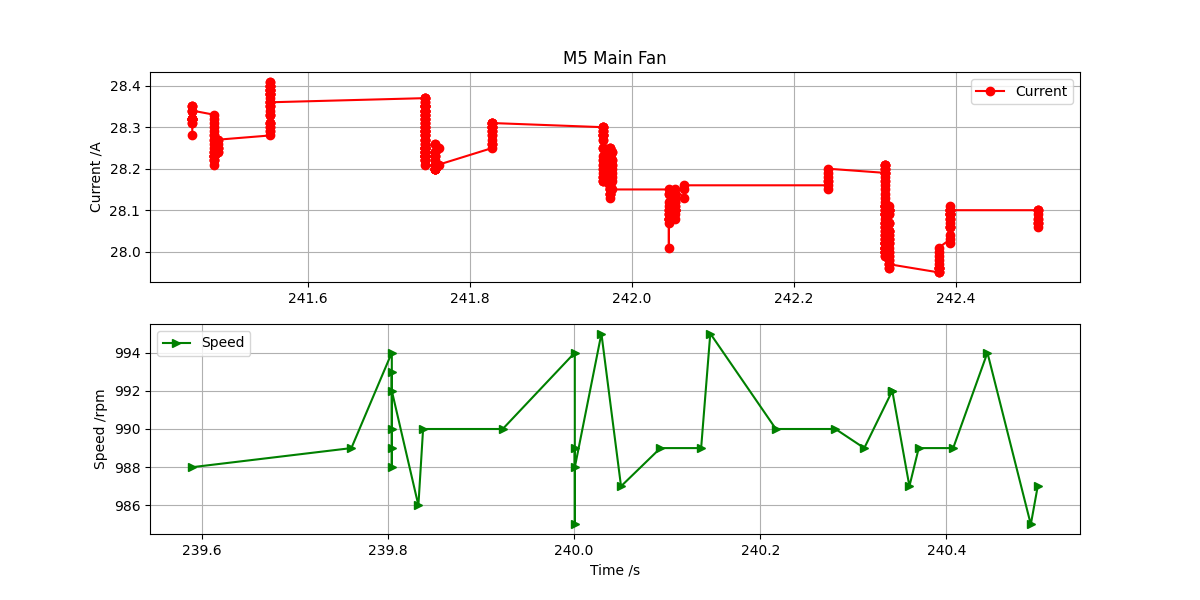 M5 Main Fan
Current /A
28.4
28.3
28.2
28.1
28.0
Current
241.6 241.8 242.0 242.2 242.4
Speed /rpm
994
992
990
988
986
Speed
239.6 239.8 240.0 240.2 240.4
Time /s